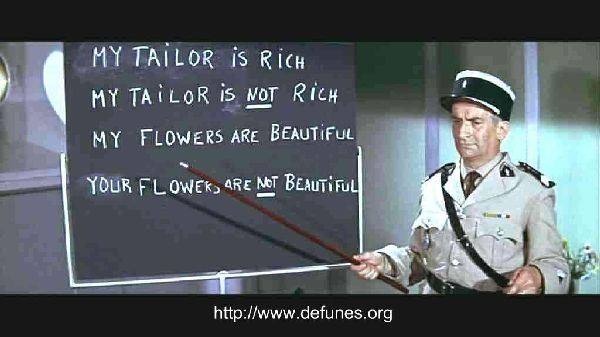 MY TAILOR iS RiCH
MY TAiLOR iS NOT RiCH
MY FLOWERS ARE BEAUTiFUL
YOUR FLOWERS ARE NOT BEAUTiFUL
http://www.defunes.org